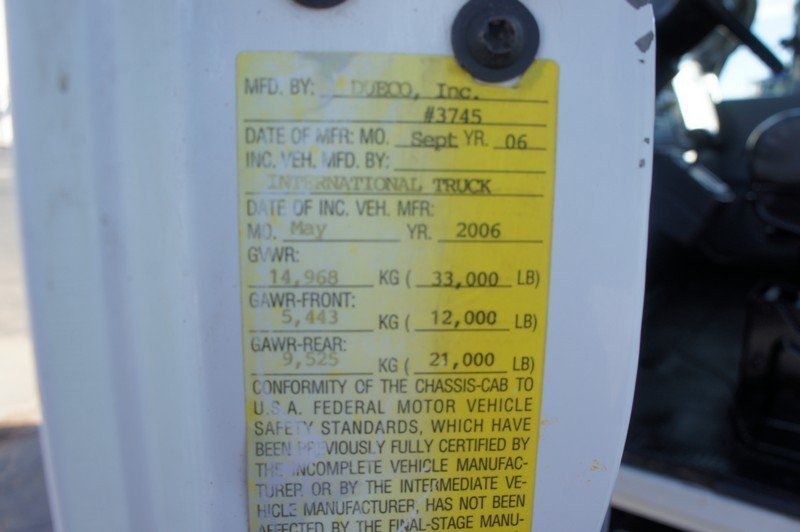 MFD. BY: DUECO, Inc.
#3745
DATE OF MFR: MO. Sept YR. 06
INC. VEH. MFD. BY:
INTERNATIONAL TRUCK
DATE OF INC. VEH. MFR:
MO. May YR. 2006
GVWR:
14,968 KG ( 33,000 LB)
GAWR-FRONT:
5,443 KG ( 12,000 LB)
GAWR-REAR:
9,525 KG ( 21,000 LB)
CONFORMITY OF THE CHASSIS-CAB TO
U.S.A. FEDERAL MOTOR VEHICLE
SAFETY STANDARDS, WHICH HAVE
BEEN PREVIOUSLY FULLY CERTIFIED BY
THE INCOMPLETE VEHICLE MANUFAC-
TURER OR BY THE INTERMEDIATE VE-
HICLE MANUFACTURER, HAS NOT BEEN
AFFECTED BY THE FINAL-STAGE MANU-